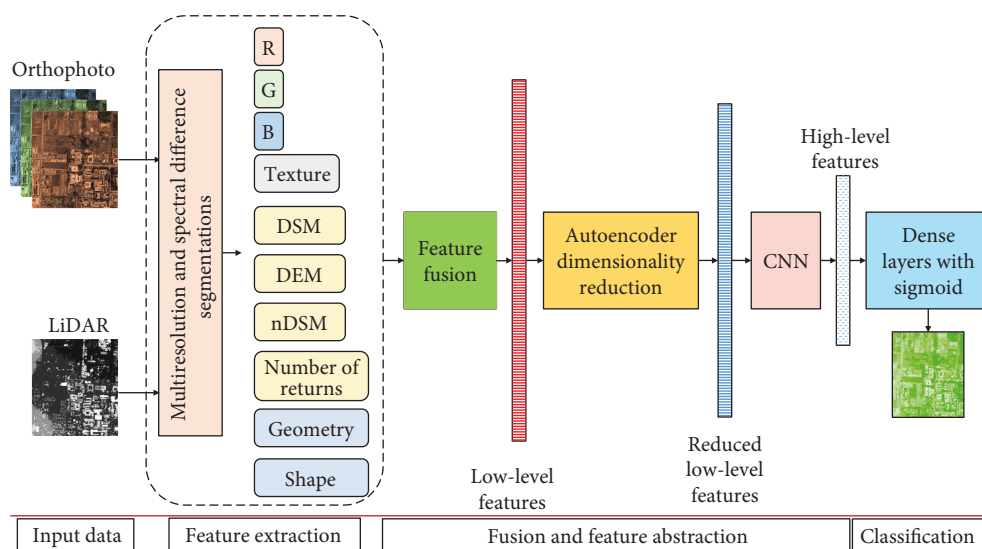 Orthophoto
LiDAR
Multiresolution and spectral difference
segmentations
R
G
B
Texture
DSM
DEM
nDSM
Number of
returns
Geometry
Shape
Feature
fusion
Low-level
features
Autoencoder
dimensionality
reduction
Reduced
low-level
features
CNN
High-level
features
Dense
layers with
sigmoid
Input data
Feature extraction
Fusion and feature abstraction
Classification